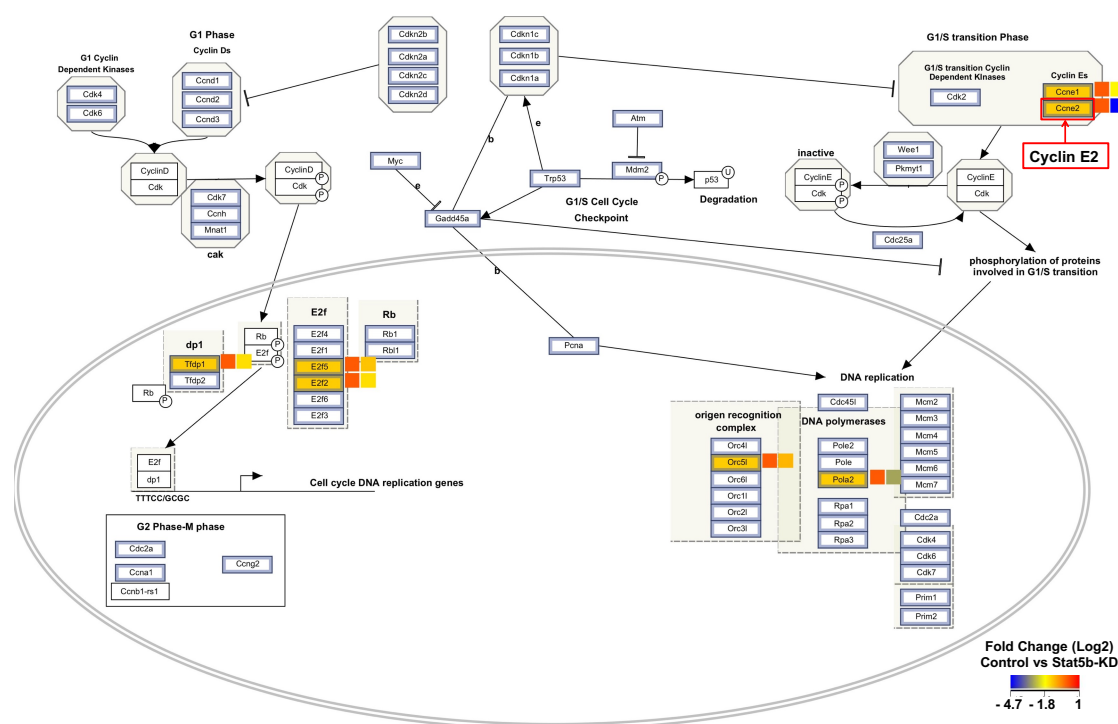 G1 Phase
Cyclin Ds
G1 Cyclin
Dependent Kinases
Cdk4
Cdk6
Ccnd1
Ccnd2
Ccnd3
Cdkn2b
Cdkn2a
Cdkn2c
Cdkn2d
Cdkn1c
Cdkn1b
Cdkn1a
G1/S transition Phase
G1/S transition Cyclin
Dependent KInases
Cdk2
Cyclin Es
Ccne1
Ccne2
Cyclin E2
CyclinD
Cdk
CyclinD
Cdk
P
P
Cdk7
Ccnh
Mnat1
cak
Myc
e
b
e
Atm
Trp53
Mdm2
P
p53
U
Degradation
G1/S Cell Cycle
Checkpoint
Gadd45a
inactive
CyclinE
Cdk
P
P
Wee1
Pkmyt1
CyclinE
Cdk
Cdc25a
phosphorylation of proteins
involved in G1/S transition
b
Pcna
dp1
Tfdp1
Tfdp2
Rb
P
Rb
E2f
P
P
E2f
E2f4
E2f1
E2f5
E2f2
E2f6
E2f3
Rb
Rb1
Rbl1
E2f
dp1
TTTCC/GCGC
Cell cycle DNA replication genes
G2 Phase-M phase
Cdc2a
Ccna1
Ccnb1-rs1
Ccng2
DNA replication
Cdc45l
origen recognition
complex
Orc4l
Orc5l
Orc6l
Orc1l
Orc2l
Orc3l
DNA polymerases
Pole2
Pole
Pola2
Rpa1
Rpa2
Rpa3
Mcm2
Mcm3
Mcm4
Mcm5
Mcm6
Mcm7
Cdc2a
Cdk4
Cdk6
Cdk7
Prim1
Prim2
Fold Change (Log2)
Control vs Stat5b-KD
- 4.7 - 1.8 1